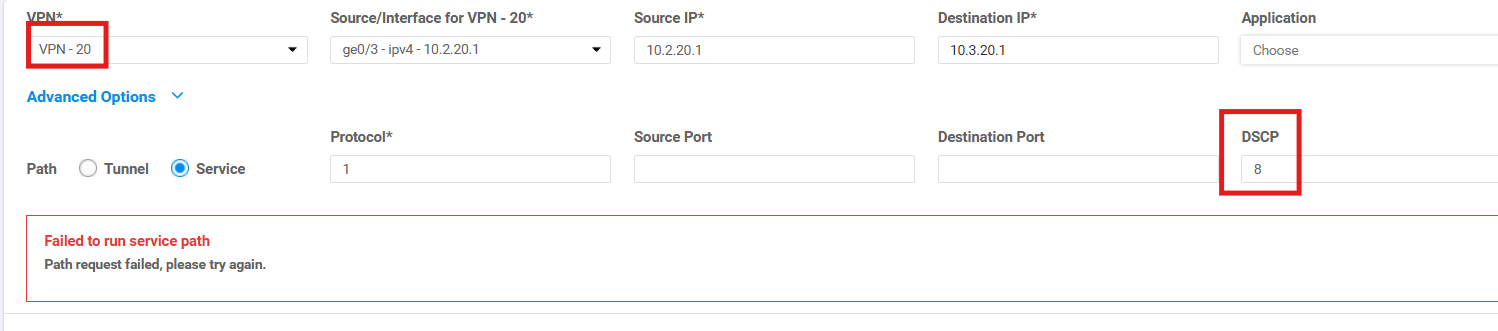 VPN* Source/Interface for VPN - 20* Source IP* Destination IP* Application
VPN - 20 ge0/3 - ipv4 - 10.2.20.1 10.2.20.1 10.3.20.1 Choose
Advanced Options
Protocol* Source Port Destination Port DSCP
Path Tunnel Service 1 8
Failed to run service path
Path request failed, please try again.